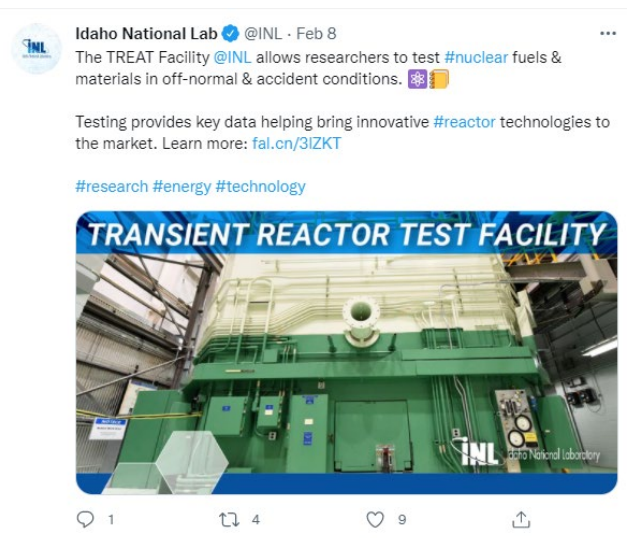 Idaho National Lab @INL · Feb 8
The TREAT Facility @INL allows researchers to test #nuclear fuels &
materials in off-normal & accident conditions.
Testing provides key data helping bring innovative #reactor technologies to
the market. Learn more: fal.cn/3lZKT
#research #energy #technology
TRANSIENT REACTOR TEST FACILITY
NOTICE
INL Idaho National Laboratory
1 4 9